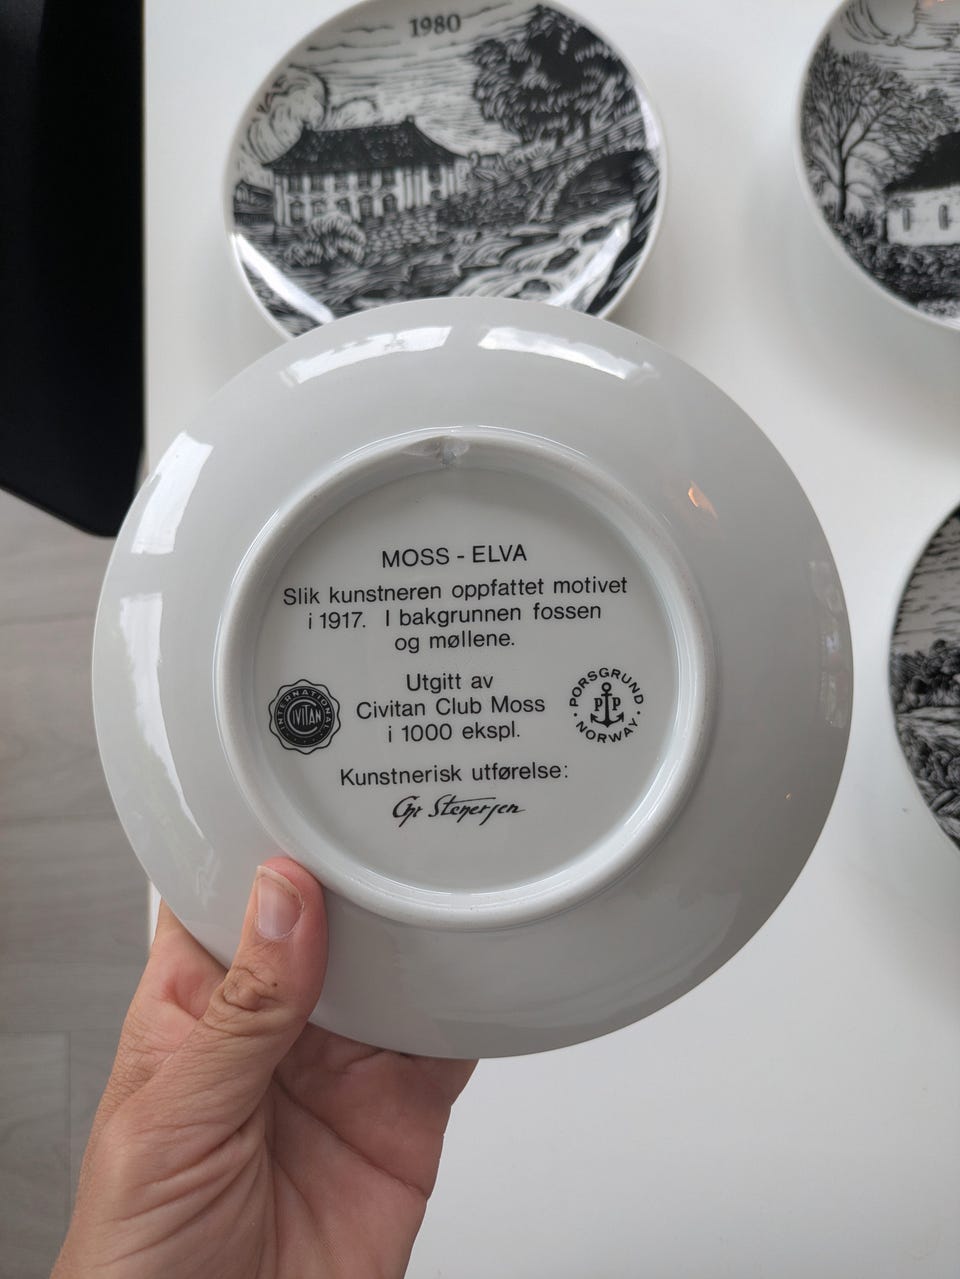 1980
MOSS - ELVA
Slik kunstneren oppfattet motivet
i 1917. I bakgrunnen fossen
og møllene.
Utgitt av
Civitan Club Moss
i 1000 ekspl.
INTERNATIONAL
CIVITAN
PORSGRUND
PP
NORWAY
Kunstnerisk utførelse:
Chr Stenersen